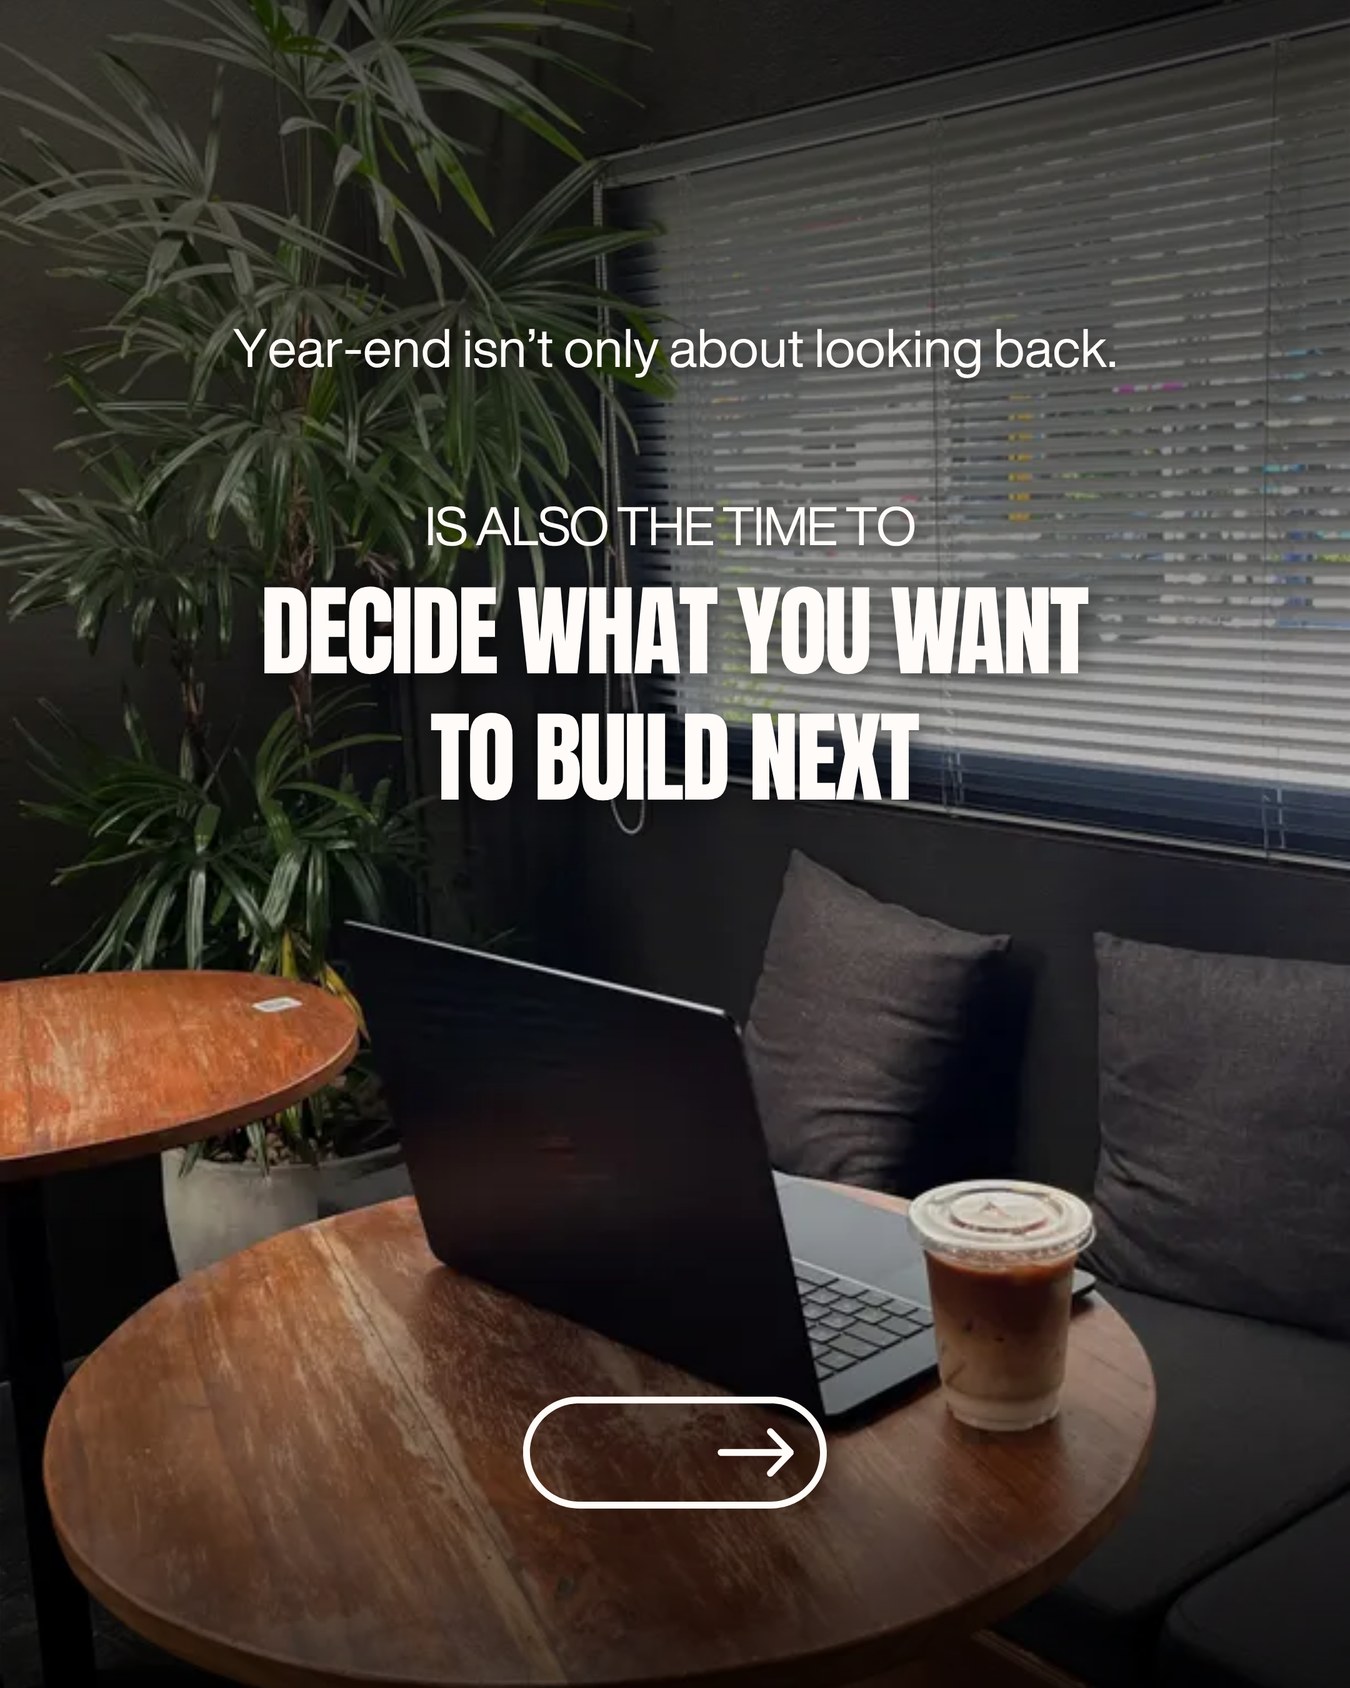 Year-end isn’t only about looking back.
IS ALSO THE TIME TO
DECIDE WHAT YOU WANT
TO BUILD NEXT